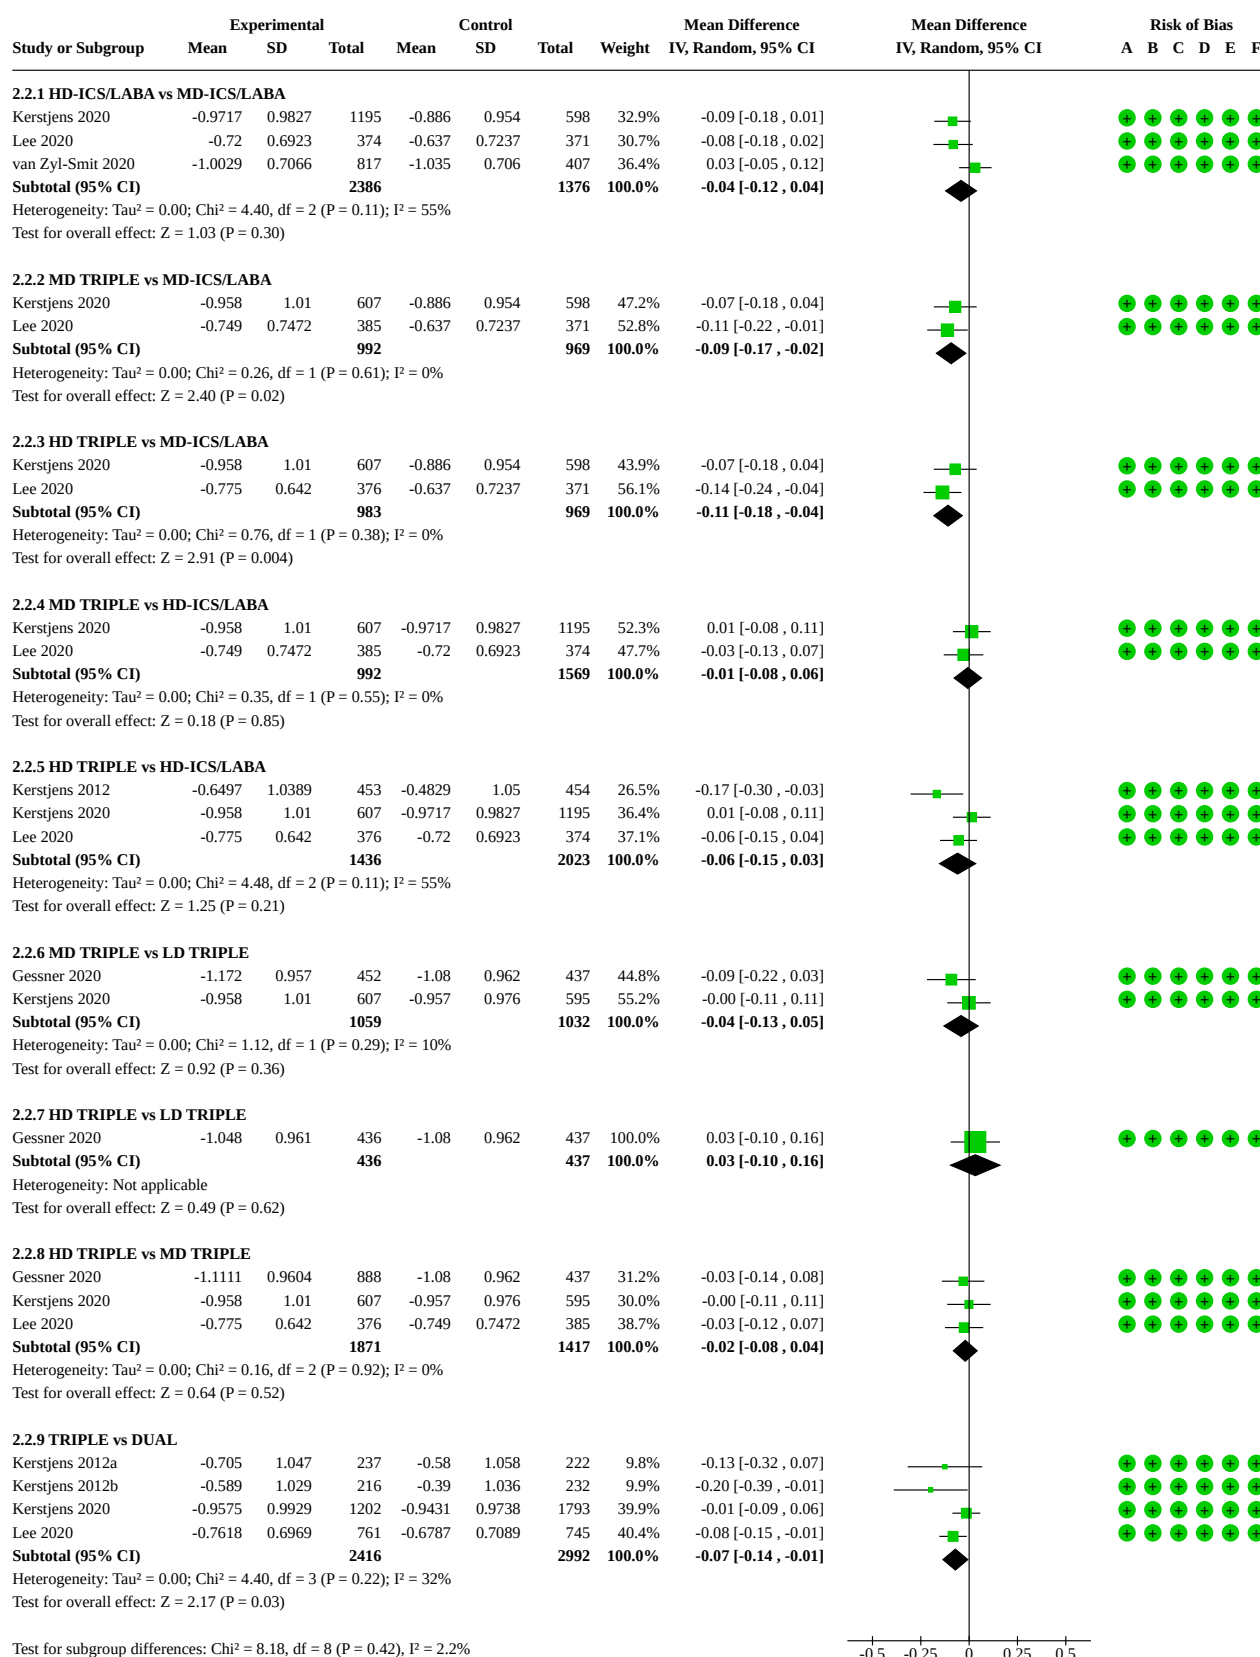 Experimental Control Mean Difference Mean Difference Risk of Bias
Study or Subgroup Mean SD Total Mean SD Total Weight IV, Random, 95% CI IV, Random, 95% CI A B C D E F
2.2.1 HD-ICS/LABA vs MD-ICS/LABA
Kerstjens 2020 -0.9717 0.9827 1195 -0.886 0.954 598 32.9% -0.09 [-0.18 , 0.01] + + + + + +
Lee 2020 -0.72 0.6923 374 -0.637 0.7237 371 30.7% -0.08 [-0.18 , 0.02] + + + + + +
van Zyl-Smit 2020 -1.0029 0.7066 817 -1.035 0.706 407 36.4% 0.03 [-0.05 , 0.12] + + + + + +
Subtotal (95% CI) 2386 1376 100.0% -0.04 [-0.12 , 0.04]
Heterogeneity: Tau² = 0.00; Chi² = 4.40, df = 2 (P = 0.11); I² = 55%
Test for overall effect: Z = 1.03 (P = 0.30)
2.2.2 MD TRIPLE vs MD-ICS/LABA
Kerstjens 2020 -0.958 1.01 607 -0.886 0.954 598 47.2% -0.07 [-0.18 , 0.04] + + + + + +
Lee 2020 -0.749 0.7472 385 -0.637 0.7237 371 52.8% -0.11 [-0.22 , -0.01] + + + + + +
Subtotal (95% CI) 992 969 100.0% -0.09 [-0.17 , -0.02]
Heterogeneity: Tau² = 0.00; Chi² = 0.26, df = 1 (P = 0.61); I² = 0%
Test for overall effect: Z = 2.40 (P = 0.02)
2.2.3 HD TRIPLE vs MD-ICS/LABA
Kerstjens 2020 -0.958 1.01 607 -0.886 0.954 598 43.9% -0.07 [-0.18 , 0.04] + + + + + +
Lee 2020 -0.775 0.642 376 -0.637 0.7237 371 56.1% -0.14 [-0.24 , -0.04] + + + + + +
Subtotal (95% CI) 983 969 100.0% -0.11 [-0.18 , -0.04]
Heterogeneity: Tau² = 0.00; Chi² = 0.76, df = 1 (P = 0.38); I² = 0%
Test for overall effect: Z = 2.91 (P = 0.004)
2.2.4 MD TRIPLE vs HD-ICS/LABA
Kerstjens 2020 -0.958 1.01 607 -0.9717 0.9827 1195 52.3% 0.01 [-0.08 , 0.11] + + + + + +
Lee 2020 -0.749 0.7472 385 -0.72 0.6923 374 47.7% -0.03 [-0.13 , 0.07] + + + + + +
Subtotal (95% CI) 992 1569 100.0% -0.01 [-0.08 , 0.06]
Heterogeneity: Tau² = 0.00; Chi² = 0.35, df = 1 (P = 0.55); I² = 0%
Test for overall effect: Z = 0.18 (P = 0.85)
2.2.5 HD TRIPLE vs HD-ICS/LABA
Kerstjens 2012 -0.6497 1.0389 453 -0.4829 1.05 454 26.5% -0.17 [-0.30 , -0.03] + + + + + +
Kerstjens 2020 -0.958 1.01 607 -0.9717 0.9827 1195 36.4% 0.01 [-0.08 , 0.11] + + + + + +
Lee 2020 -0.775 0.642 376 -0.72 0.6923 374 37.1% -0.06 [-0.15 , 0.04] + + + + + +
Subtotal (95% CI) 1436 2023 100.0% -0.06 [-0.15 , 0.03]
Heterogeneity: Tau² = 0.00; Chi² = 4.48, df = 2 (P = 0.11); I² = 55%
Test for overall effect: Z = 1.25 (P = 0.21)
2.2.6 MD TRIPLE vs LD TRIPLE
Gessner 2020 -1.172 0.957 452 -1.08 0.962 437 44.8% -0.09 [-0.22 , 0.03] + + + + + +
Kerstjens 2020 -0.958 1.01 607 -0.957 0.976 595 55.2% -0.00 [-0.11 , 0.11] + + + + + +
Subtotal (95% CI) 1059 1032 100.0% -0.04 [-0.13 , 0.05]
Heterogeneity: Tau² = 0.00; Chi² = 1.12, df = 1 (P = 0.29); I² = 10%
Test for overall effect: Z = 0.92 (P = 0.36)
2.2.7 HD TRIPLE vs LD TRIPLE
Gessner 2020 -1.048 0.961 436 -1.08 0.962 437 100.0% 0.03 [-0.10 , 0.16] + + + + + +
Subtotal (95% CI) 436 437 100.0% 0.03 [-0.10 , 0.16]
Heterogeneity: Not applicable
Test for overall effect: Z = 0.49 (P = 0.62)
2.2.8 HD TRIPLE vs MD TRIPLE
Gessner 2020 -1.1111 0.9604 888 -1.08 0.962 437 31.2% -0.03 [-0.14 , 0.08] + + + + + +
Kerstjens 2020 -0.958 1.01 607 -0.957 0.976 595 30.0% -0.00 [-0.11 , 0.11] + + + + + +
Lee 2020 -0.775 0.642 376 -0.749 0.7472 385 38.7% -0.03 [-0.12 , 0.07] + + + + + +
Subtotal (95% CI) 1871 1417 100.0% -0.02 [-0.08 , 0.04]
Heterogeneity: Tau² = 0.00; Chi² = 0.16, df = 2 (P = 0.92); I² = 0%
Test for overall effect: Z = 0.64 (P = 0.52)
2.2.9 TRIPLE vs DUAL
Kerstjens 2012a -0.705 1.047 237 -0.58 1.058 222 9.8% -0.13 [-0.32 , 0.07] + + + + + +
Kerstjens 2012b -0.589 1.029 216 -0.39 1.036 232 9.9% -0.20 [-0.39 , -0.01] + + + + + +
Kerstjens 2020 -0.9575 0.9929 1202 -0.9431 0.9738 1793 39.9% -0.01 [-0.09 , 0.06] + + + + + +
Lee 2020 -0.7618 0.6969 761 -0.6787 0.7089 745 40.4% -0.08 [-0.15 , -0.01] + + + + + +
Subtotal (95% CI) 2416 2992 100.0% -0.07 [-0.14 , -0.01]
Heterogeneity: Tau² = 0.00; Chi² = 4.40, df = 3 (P = 0.22); I² = 32%
Test for overall effect: Z = 2.17 (P = 0.03)
Test for subgroup differences: Chi² = 8.18, df = 8 (P = 0.42), I² = 2.2%
-0.5 -0.25 0 0.25 0.5